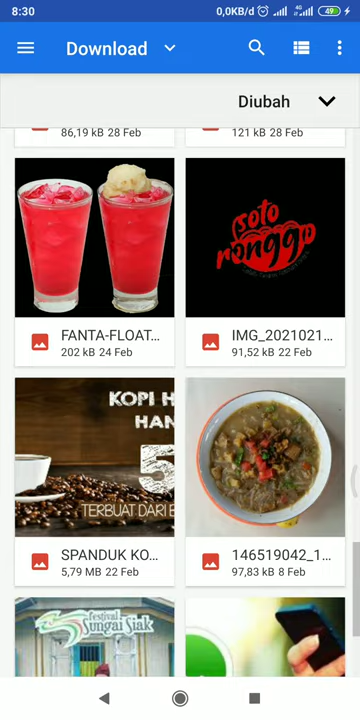 8:30
0,0KB/d
4G
49
Download
Diubah
86,19 kB 28 Feb
121 kB 28 Feb
soto
ronggo
FANTA-FLOAT...
202 kB 24 Feb
IMG_2021021...
91,52 kB 22 Feb
KOPI H
HAN
5
TERBUAT DARI B
SPANDUK KO...
5,79 MB 22 Feb
146519042_1...
97,83 kB 8 Feb
Festival
Sungai Siak